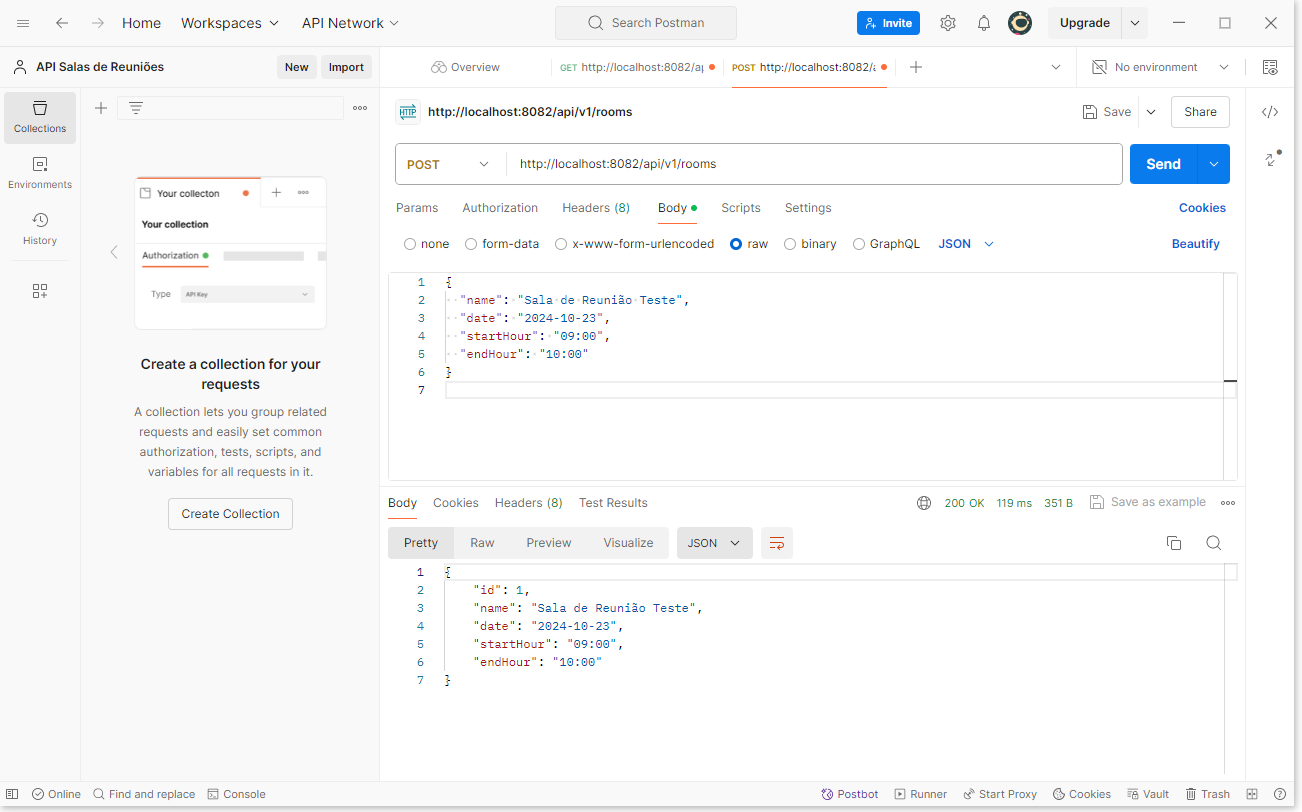 Home Workspaces API Network Search Postman Invite Upgrade
API Salas de Reuniões New Import Overview GET http://localhost:8082/ap POST http://localhost:8082/a No environment
Collections
Environments
History
Your collecton
Your collection
Authorization
Type API Key
Create a collection for your
requests
A collection lets you group related
requests and easily set common
authorization, tests, scripts, and
variables for all requests in it.
Create Collection
HTTP http://localhost:8082/api/v1/rooms Save Share
POST http://localhost:8082/api/v1/rooms Send
Params Authorization Headers (8) Body Scripts Settings Cookies
none form-data x-www-form-urlencoded raw binary GraphQL JSON Beautify
1 {
2 "name": "Sala de Reunião Teste",
3 "date": "2024-10-23",
4 "startHour": "09:00",
5 "endHour": "10:00"
6 }
7
Body Cookies Headers (8) Test Results 200 OK 119 ms 351 B Save as example
Pretty Raw Preview Visualize JSON
1 {
2 "id": 1,
3 "name": "Sala de Reunião Teste",
4 "date": "2024-10-23",
5 "startHour": "09:00",
6 "endHour": "10:00"
7 }
Online Find and replace Console Postbot Runner Start Proxy Cookies Vault Trash